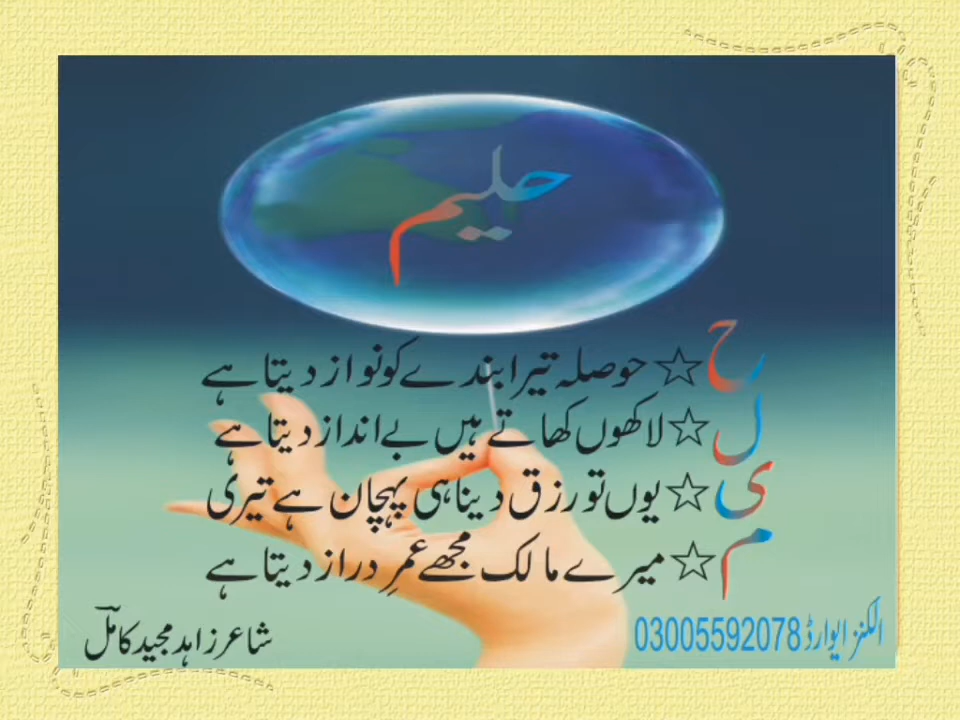 حلیم
ح ☆ حوصلہ تیرا بندے کو نواز دیتا ہے
ل ☆ لاکھوں کھاتے ہیں بے انداز دیتا ہے
ی ☆ یوں تو رزق دینا ہی پہچان ہے تیری
م ☆ میرے مالک مجھے عمرِ دراز دیتا ہے
شاعر زاہد مجید کامل
الکنز ایوارڈ 03005592078